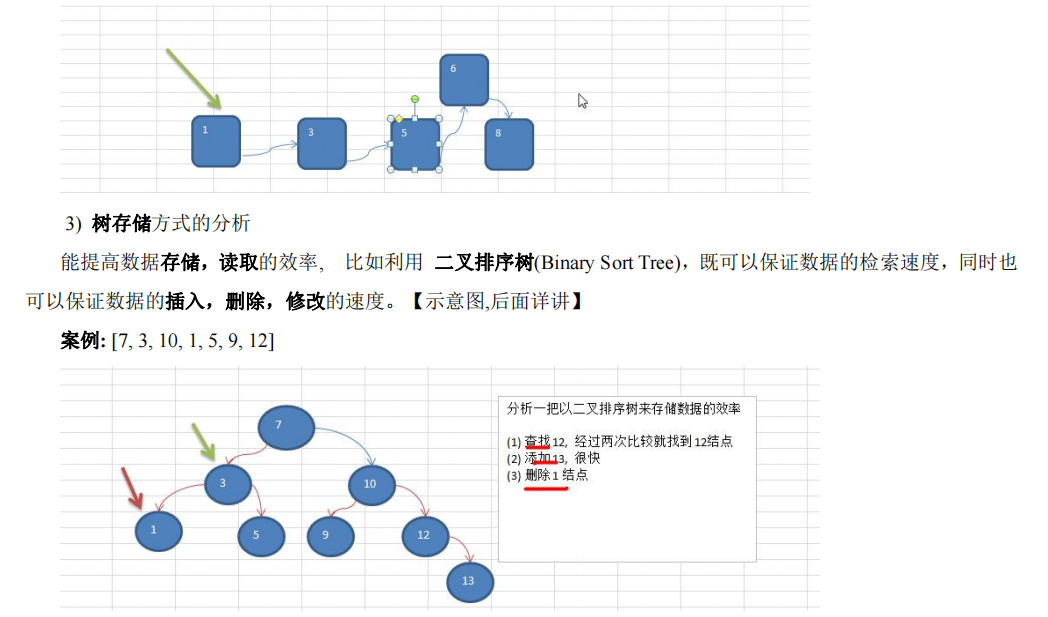 6
1
3
5
8
3) 树存储方式的分析
能提高数据存储，读取的效率, 比如利用 二叉排序树(Binary Sort Tree)，既可以保证数据的检索速度，同时也
可以保证数据的插入，删除，修改的速度。【示意图,后面详讲】
案例: [7, 3, 10, 1, 5, 9, 12]
7
3
10
1
5
9
12
13
分析一把以二叉排序树来存储数据的效率
(1) 查找 12, 经过两次比较就找到 12结点
(2) 添加13, 很快
(3) 删除 1 结点